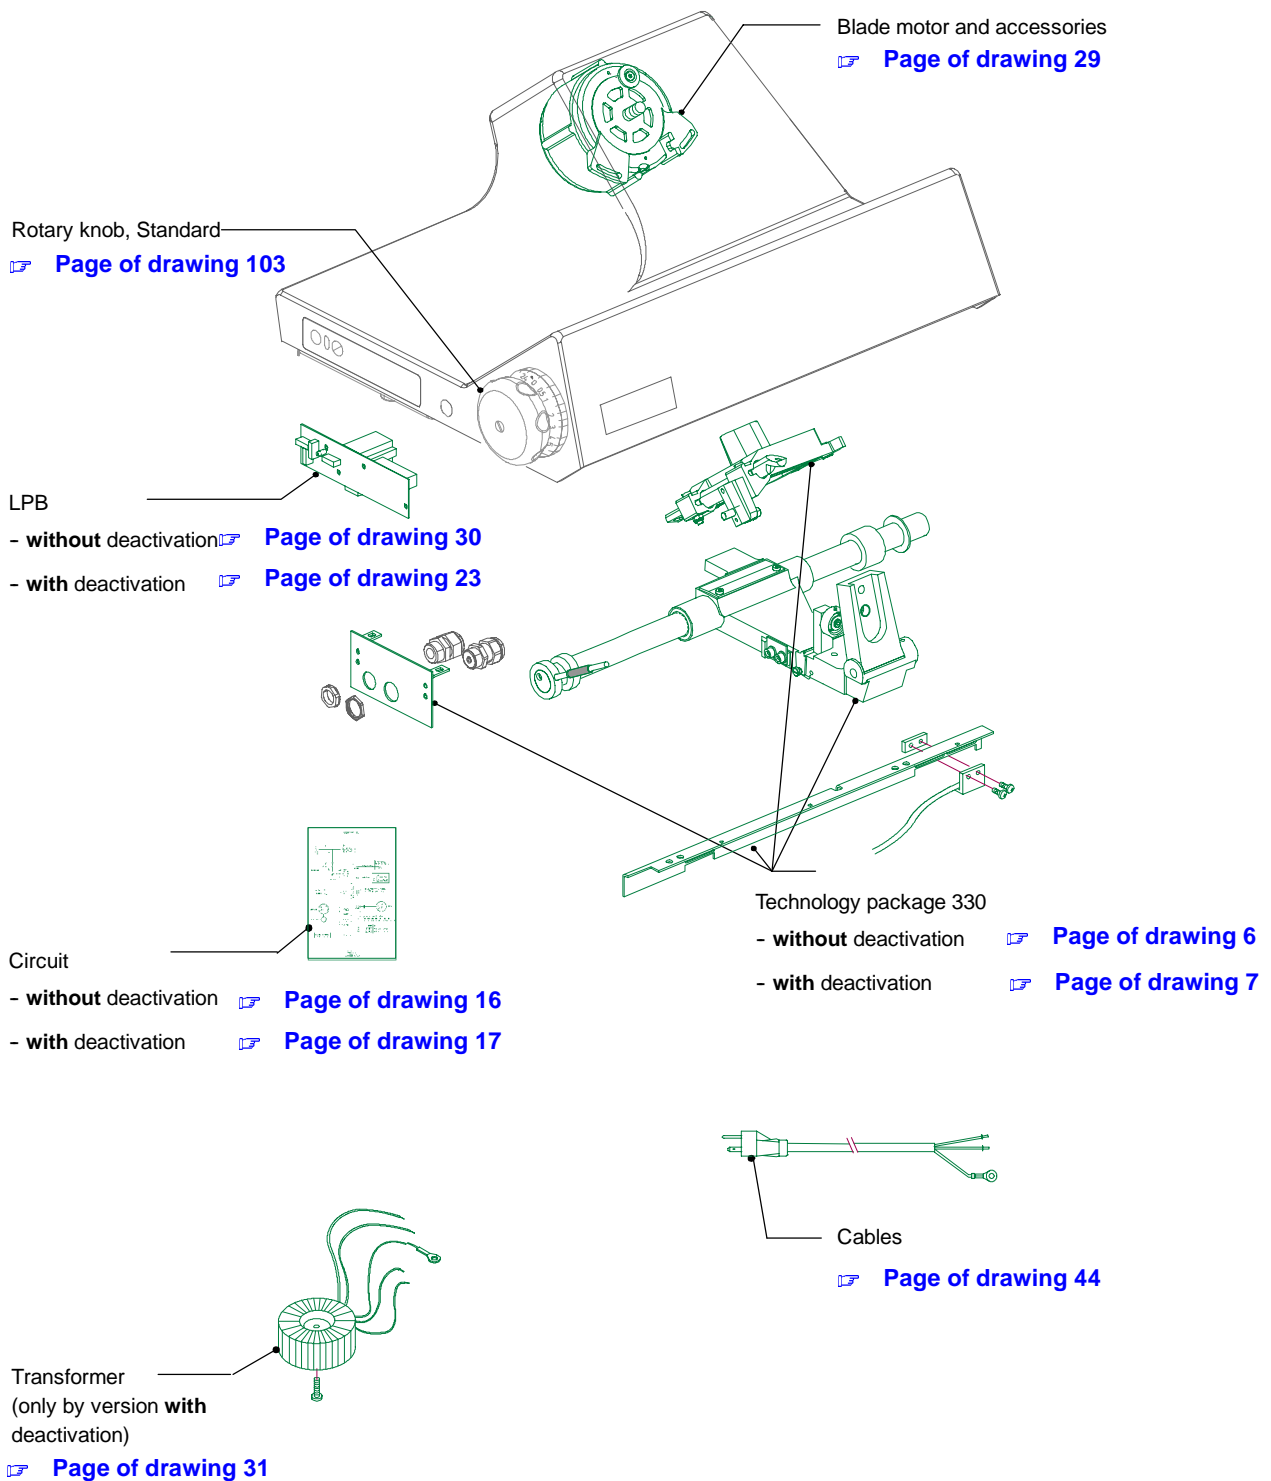 Blade motor and accessories
☞ Page of drawing 29
Rotary knob, Standard
☞ Page of drawing 103
LPB
- without deactivation ☞ Page of drawing 30
- with deactivation ☞ Page of drawing 23
Technology package 330
- without deactivation ☞ Page of drawing 6
- with deactivation ☞ Page of drawing 7
Circuit
- without deactivation ☞ Page of drawing 16
- with deactivation ☞ Page of drawing 17
Cables
☞ Page of drawing 44
Transformer
(only by version with
deactivation)
☞ Page of drawing 31